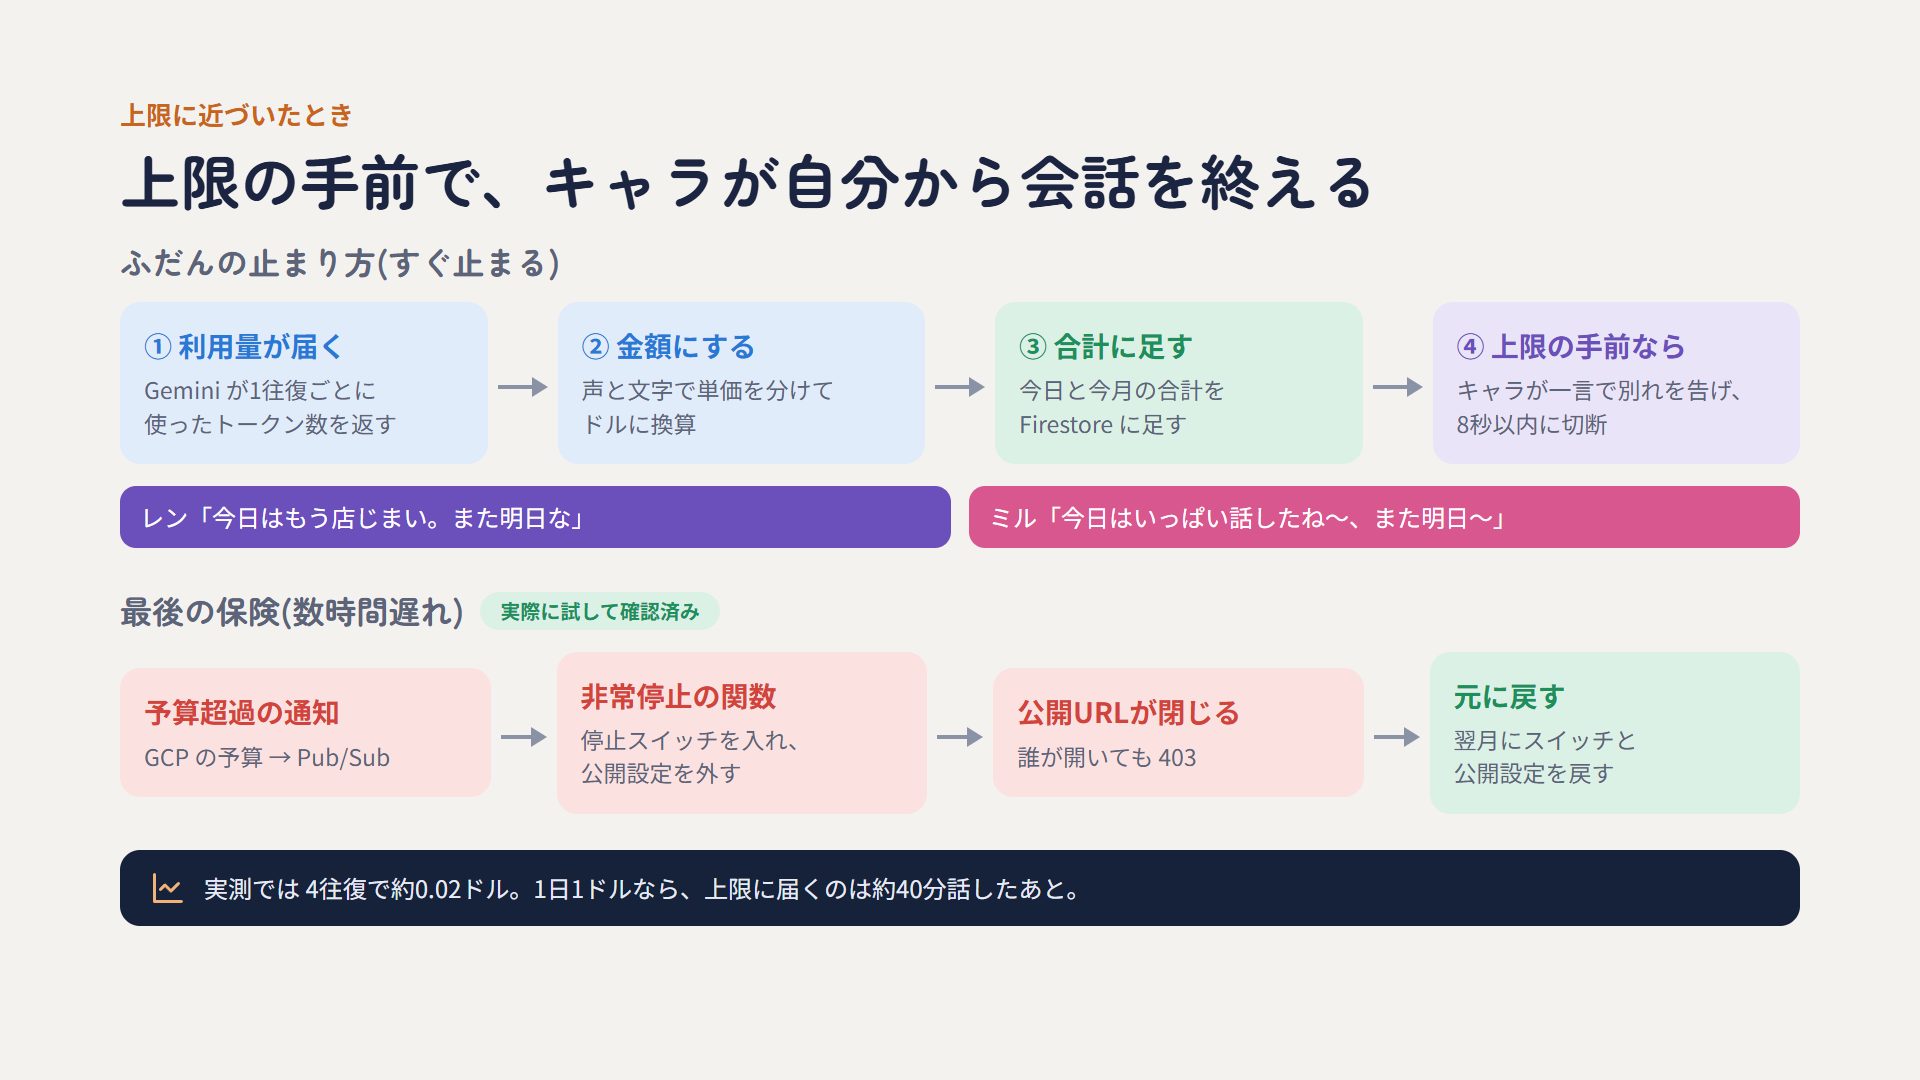 上限に近づいたとき
上限の手前で、キャラが自分から会話を終える
ふだんの止まり方(すぐ止まる)
① 利用量が届く
Gemini が1往復ごとに
使ったトークン数を返す
② 金額にする
声と文字で単価を分けて
ドルに換算
③ 合計に足す
今日と今月の合計を
Firestore に足す
④ 上限の手前なら
キャラが一言で別れを告げ、
8秒以内に切断
レン「今日はもう店じまい。また明日な」
ミル「今日はいっぱい話したね〜、また明日〜」
最後の保険(数時間遅れ)
実際に試して確認済み
予算超過の通知
GCP の予算 → Pub/Sub
非常停止の関数
停止スイッチを入れ、
公開設定を外す
公開URLが閉じる
誰が開いても 403
元に戻す
翌月にスイッチと
公開設定を戻す
実測では 4往復で約0.02ドル。1日1ドルなら、上限に届くのは約40分話したあと。